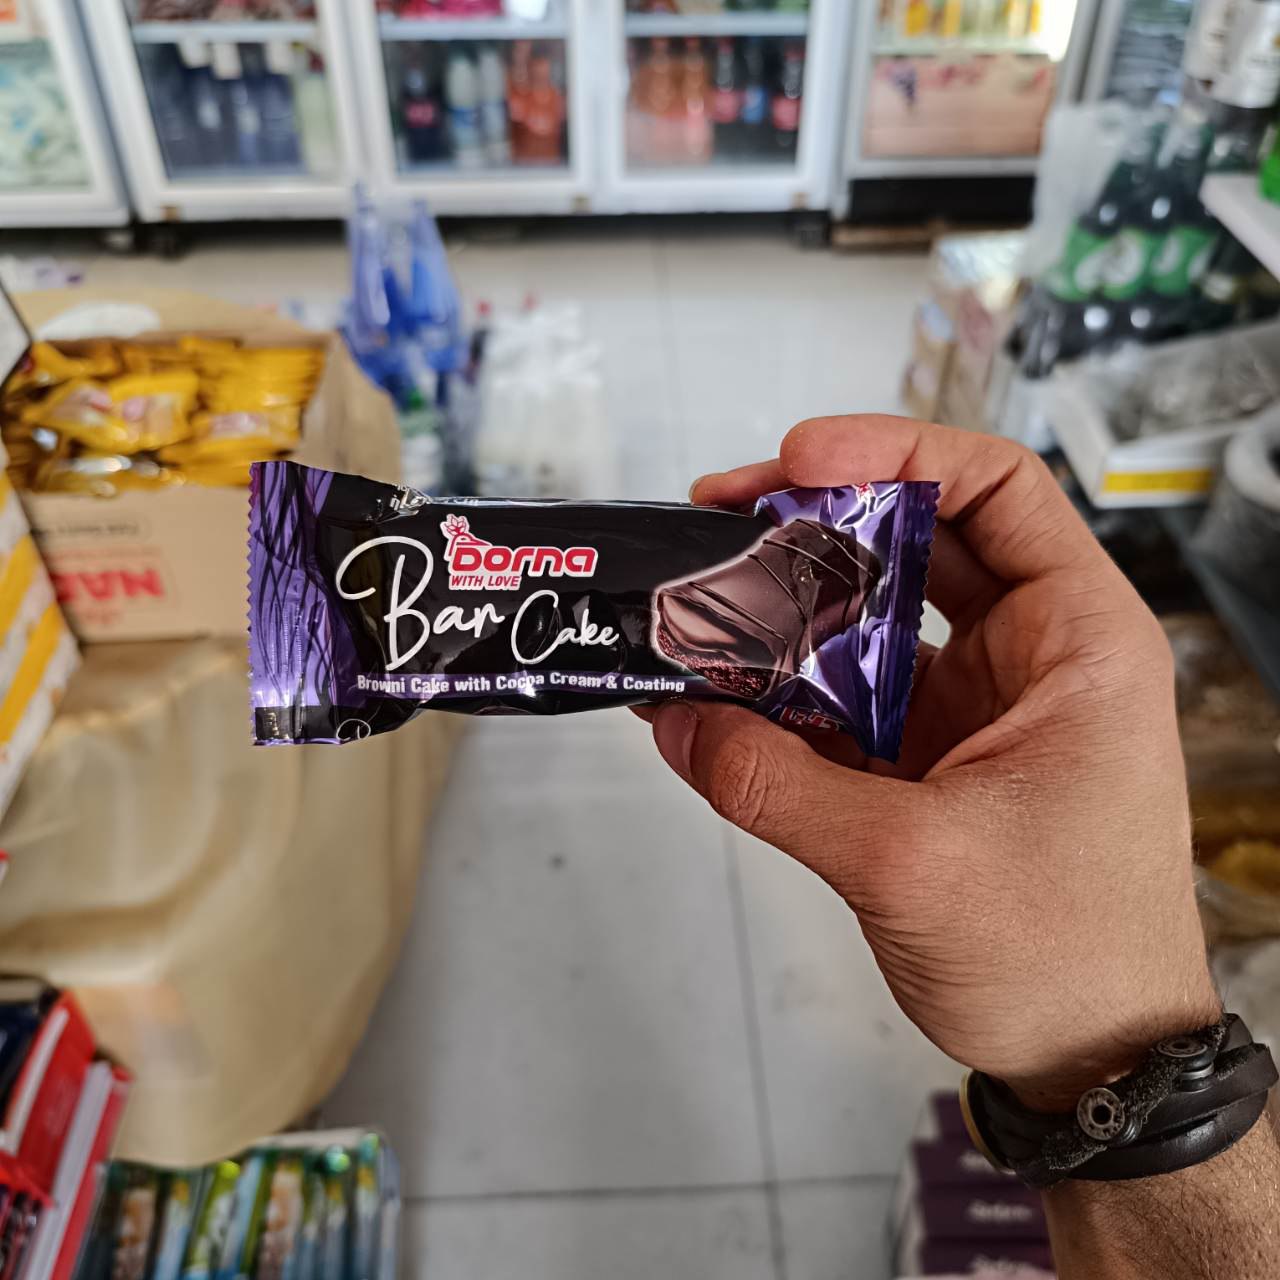 Dorna
WITH LOVE
Bar Cake
Browni Cake with Cocoa Cream & Coating